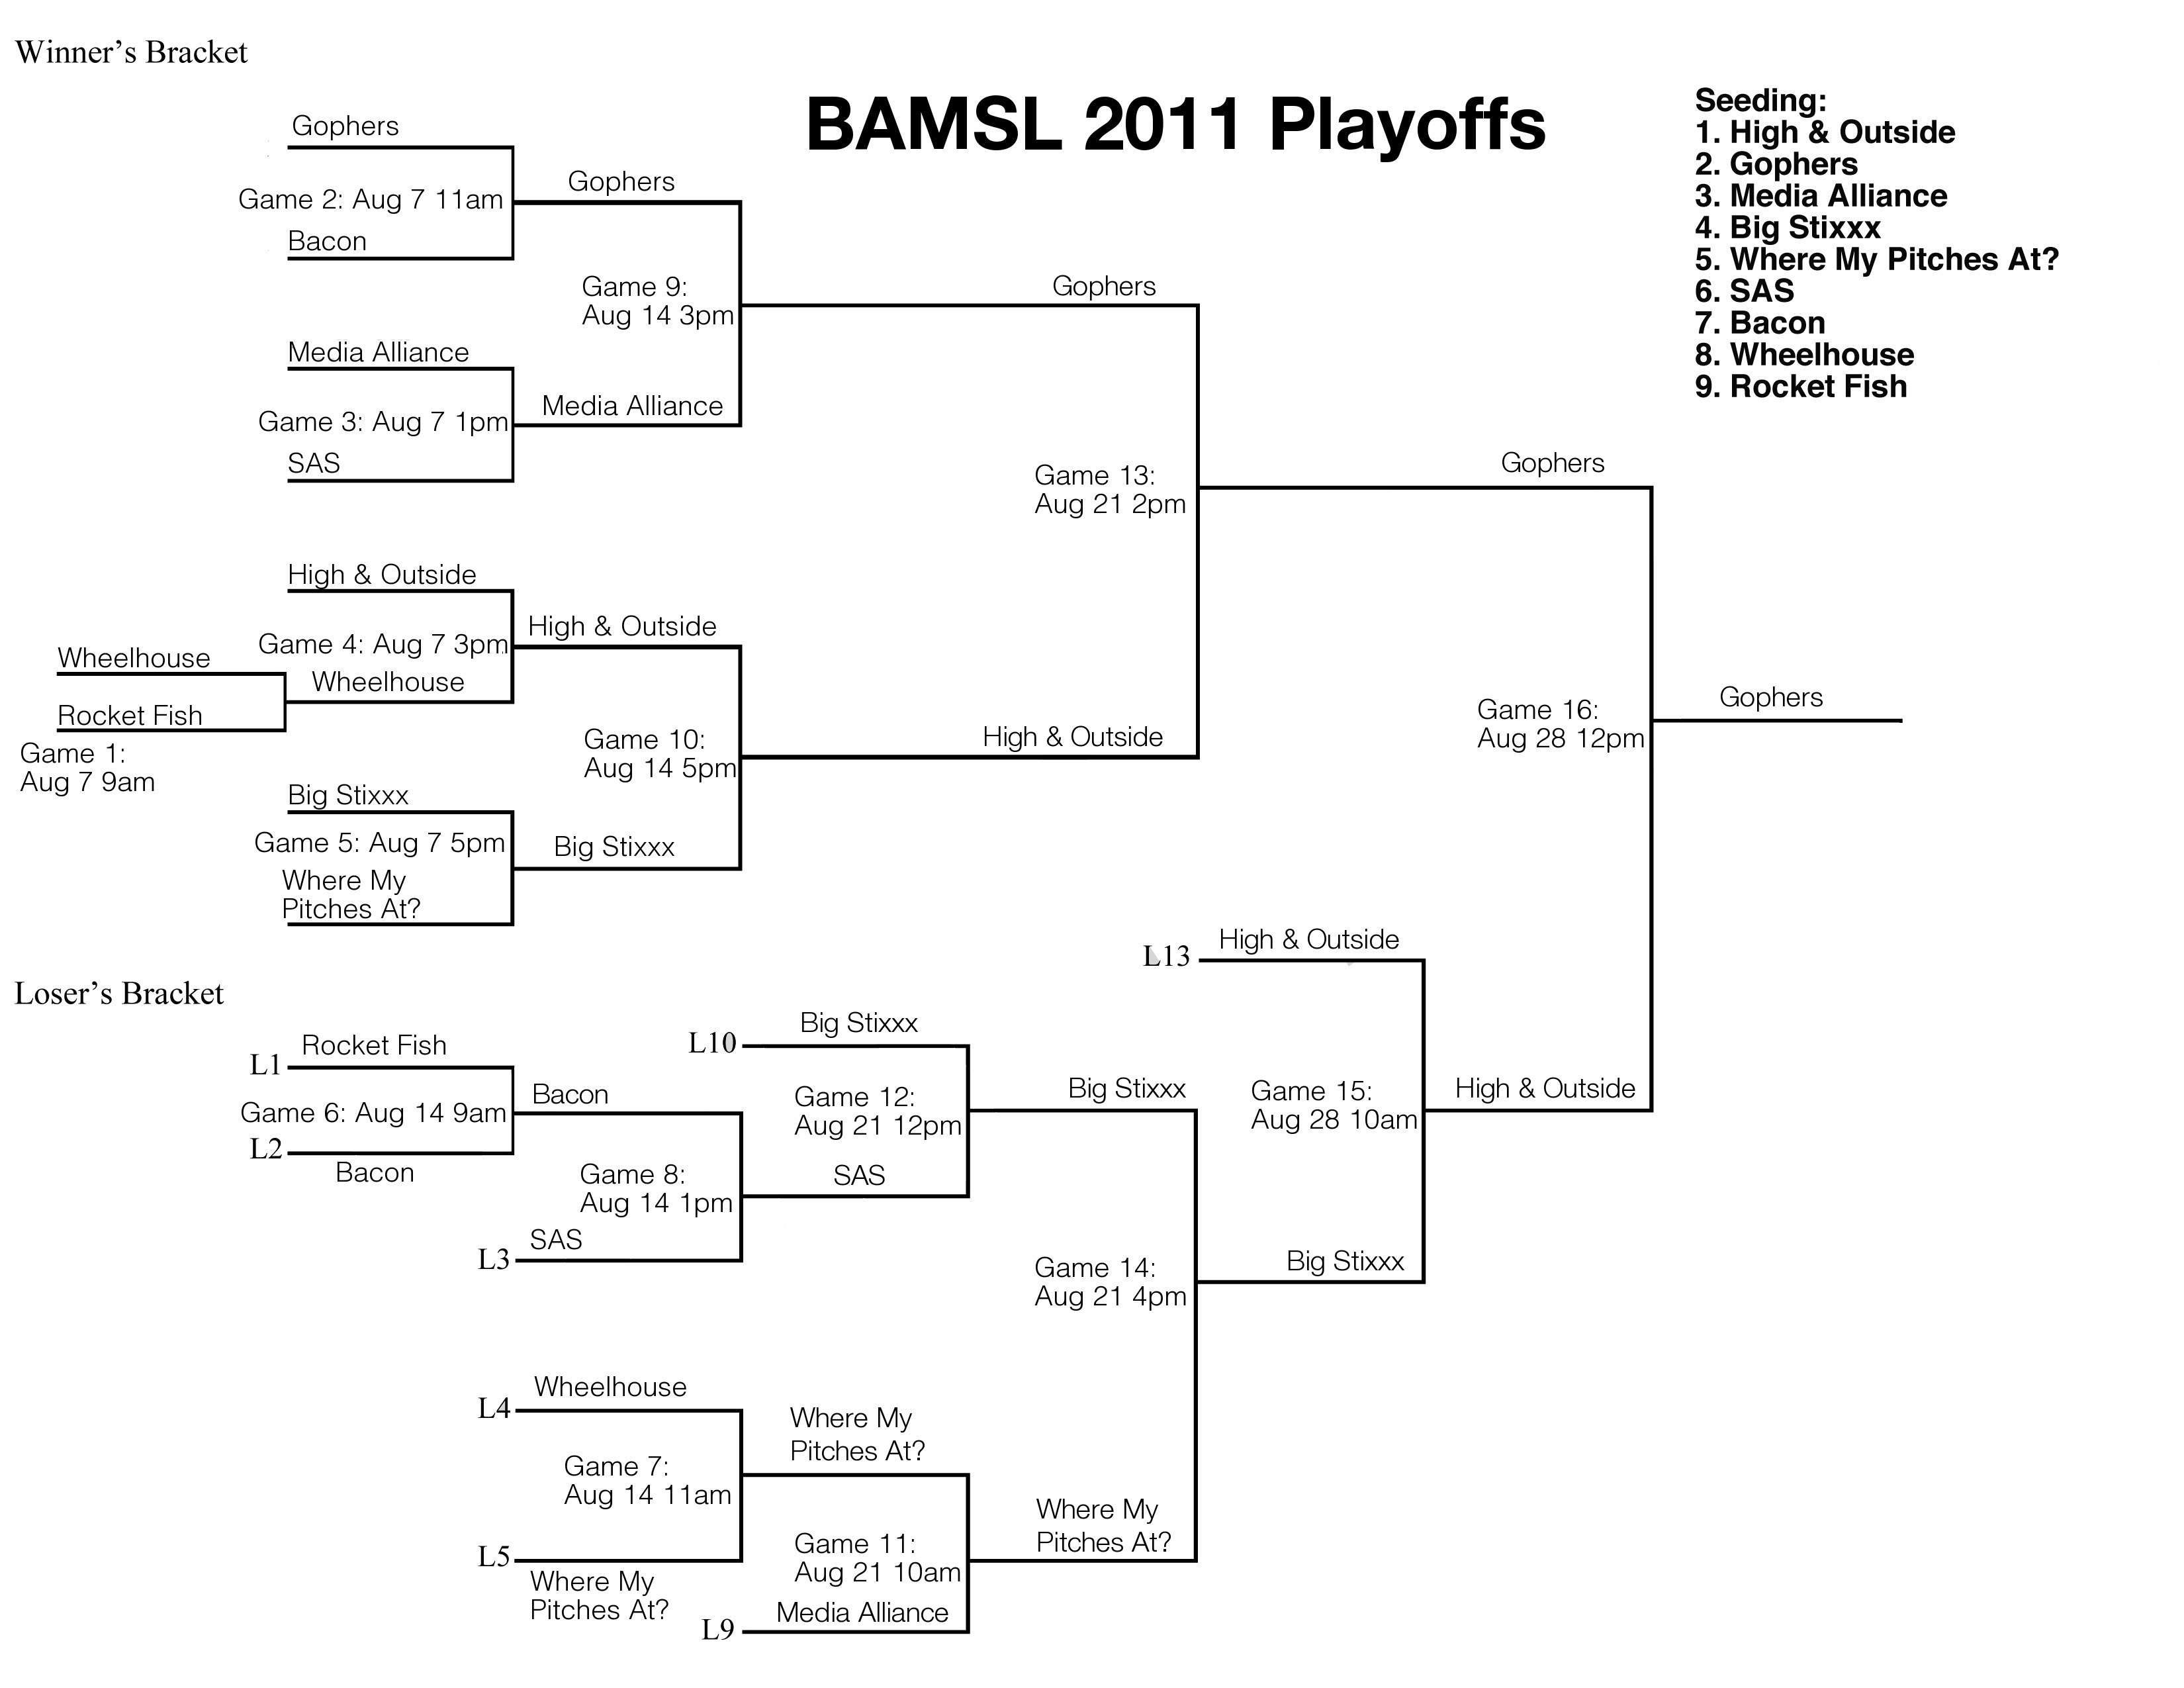 Winner's Bracket
BAMSL 2011 Playoffs
Seeding:
1. High & Outside
2. Gophers
3. Media Alliance
4. Big Stixxx
5. Where My Pitches At?
6. SAS
7. Bacon
8. Wheelhouse
9. Rocket Fish
Gophers
Game 2: Aug 7 11am
Bacon
Gophers
Game 9:
Aug 14 3pm
Media Alliance
Game 3: Aug 7 1pm
SAS
Media Alliance
Gophers
Game 13:
Aug 21 2pm
Gophers
High & Outside
Game 4: Aug 7 3pm
Wheelhouse
Wheelhouse
Rocket Fish
Game 1:
Aug 7 9am
High & Outside
Game 10:
Aug 14 5pm
High & Outside
Big Stixxx
Game 5: Aug 7 5pm
Where My
Pitches At?
Big Stixxx
Game 16:
Aug 28 12pm
Gophers
Loser's Bracket
L13
High & Outside
L1
Rocket Fish
Game 6: Aug 14 9am
L2
Bacon
Bacon
Game 8:
Aug 14 1pm
L3
SAS
L10
Big Stixxx
Game 12:
Aug 21 12pm
SAS
Big Stixxx
Game 15:
Aug 28 10am
High & Outside
Game 14:
Aug 21 4pm
Big Stixxx
L4
Wheelhouse
Game 7:
Aug 14 11am
L5
Where My
Pitches At?
Where My
Pitches At?
Game 11:
Aug 21 10am
L9
Media Alliance
Where My
Pitches At?